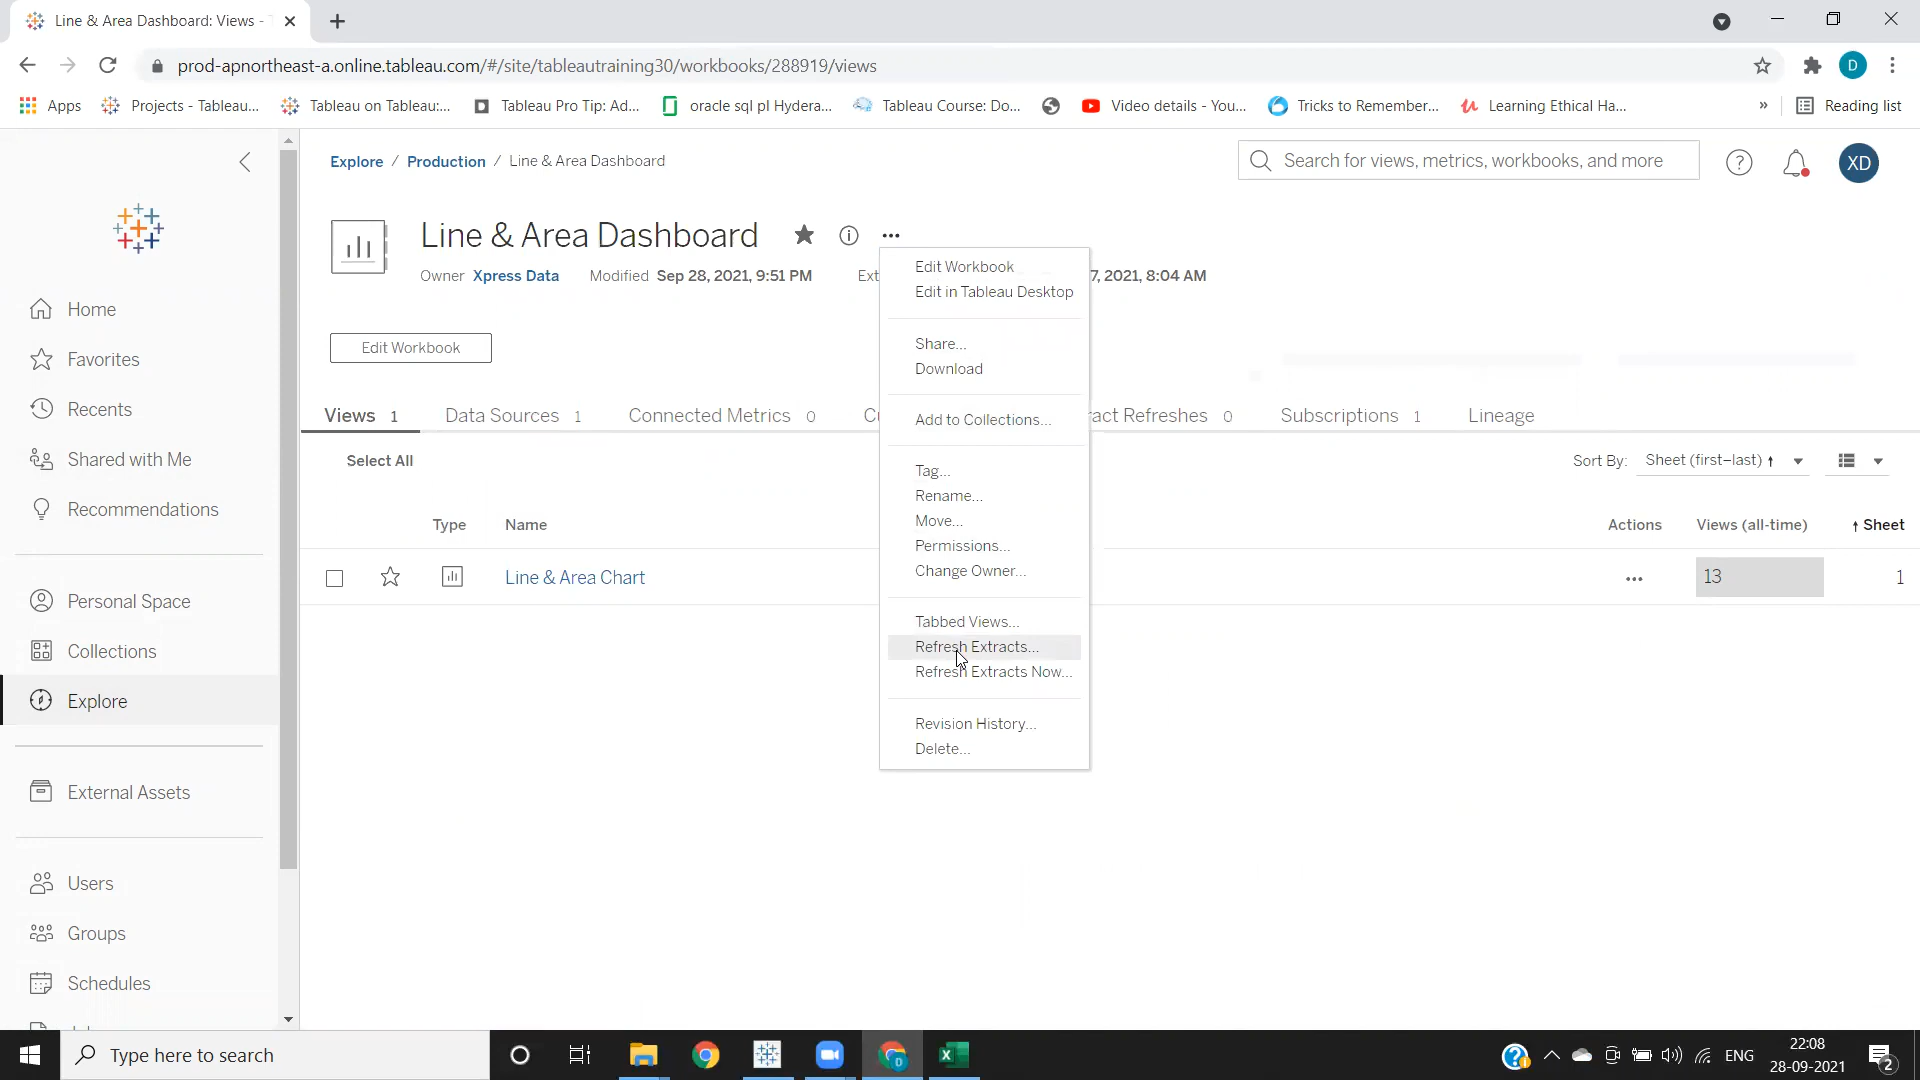 Line & Area Dashboard: Views -
prod-apnortheast-a.online.tableau.com/#/site/tableautraining30/workbooks/288919/views
D
Apps
Projects - Tableau...
Tableau on Tableau:...
Tableau Pro Tip: Ad...
oracle sql pl Hydera...
Tableau Course: Do...
Video details - You...
Tricks to Remember...
Learning Ethical Ha...
»
Reading list
Explore / Production / Line & Area Dashboard
Search for views, metrics, workbooks, and more
XD
Line & Area Dashboard
Owner Xpress Data Modified Sep 28, 2021, 9:51 PM Ext 7, 2021, 8:04 AM
Edit Workbook
Home
Favorites
Recents
Shared with Me
Recommendations
Personal Space
Collections
Explore
External Assets
Users
Groups
Schedules
Views 1
Data Sources 1
Connected Metrics 0
ract Refreshes 0
Subscriptions 1
Lineage
Select All
Sort By: Sheet (first–last) ↑
Type Name Actions Views (all-time) ↑ Sheet
Line & Area Chart 13 1
Edit Workbook
Edit in Tableau Desktop
Share...
Download
Add to Collections...
Tag...
Rename...
Move...
Permissions...
Change Owner...
Tabbed Views...
Refresh Extracts...
Refresh Extracts Now...
Revision History...
Delete...
Type here to search
ENG
22:08
28-09-2021
2